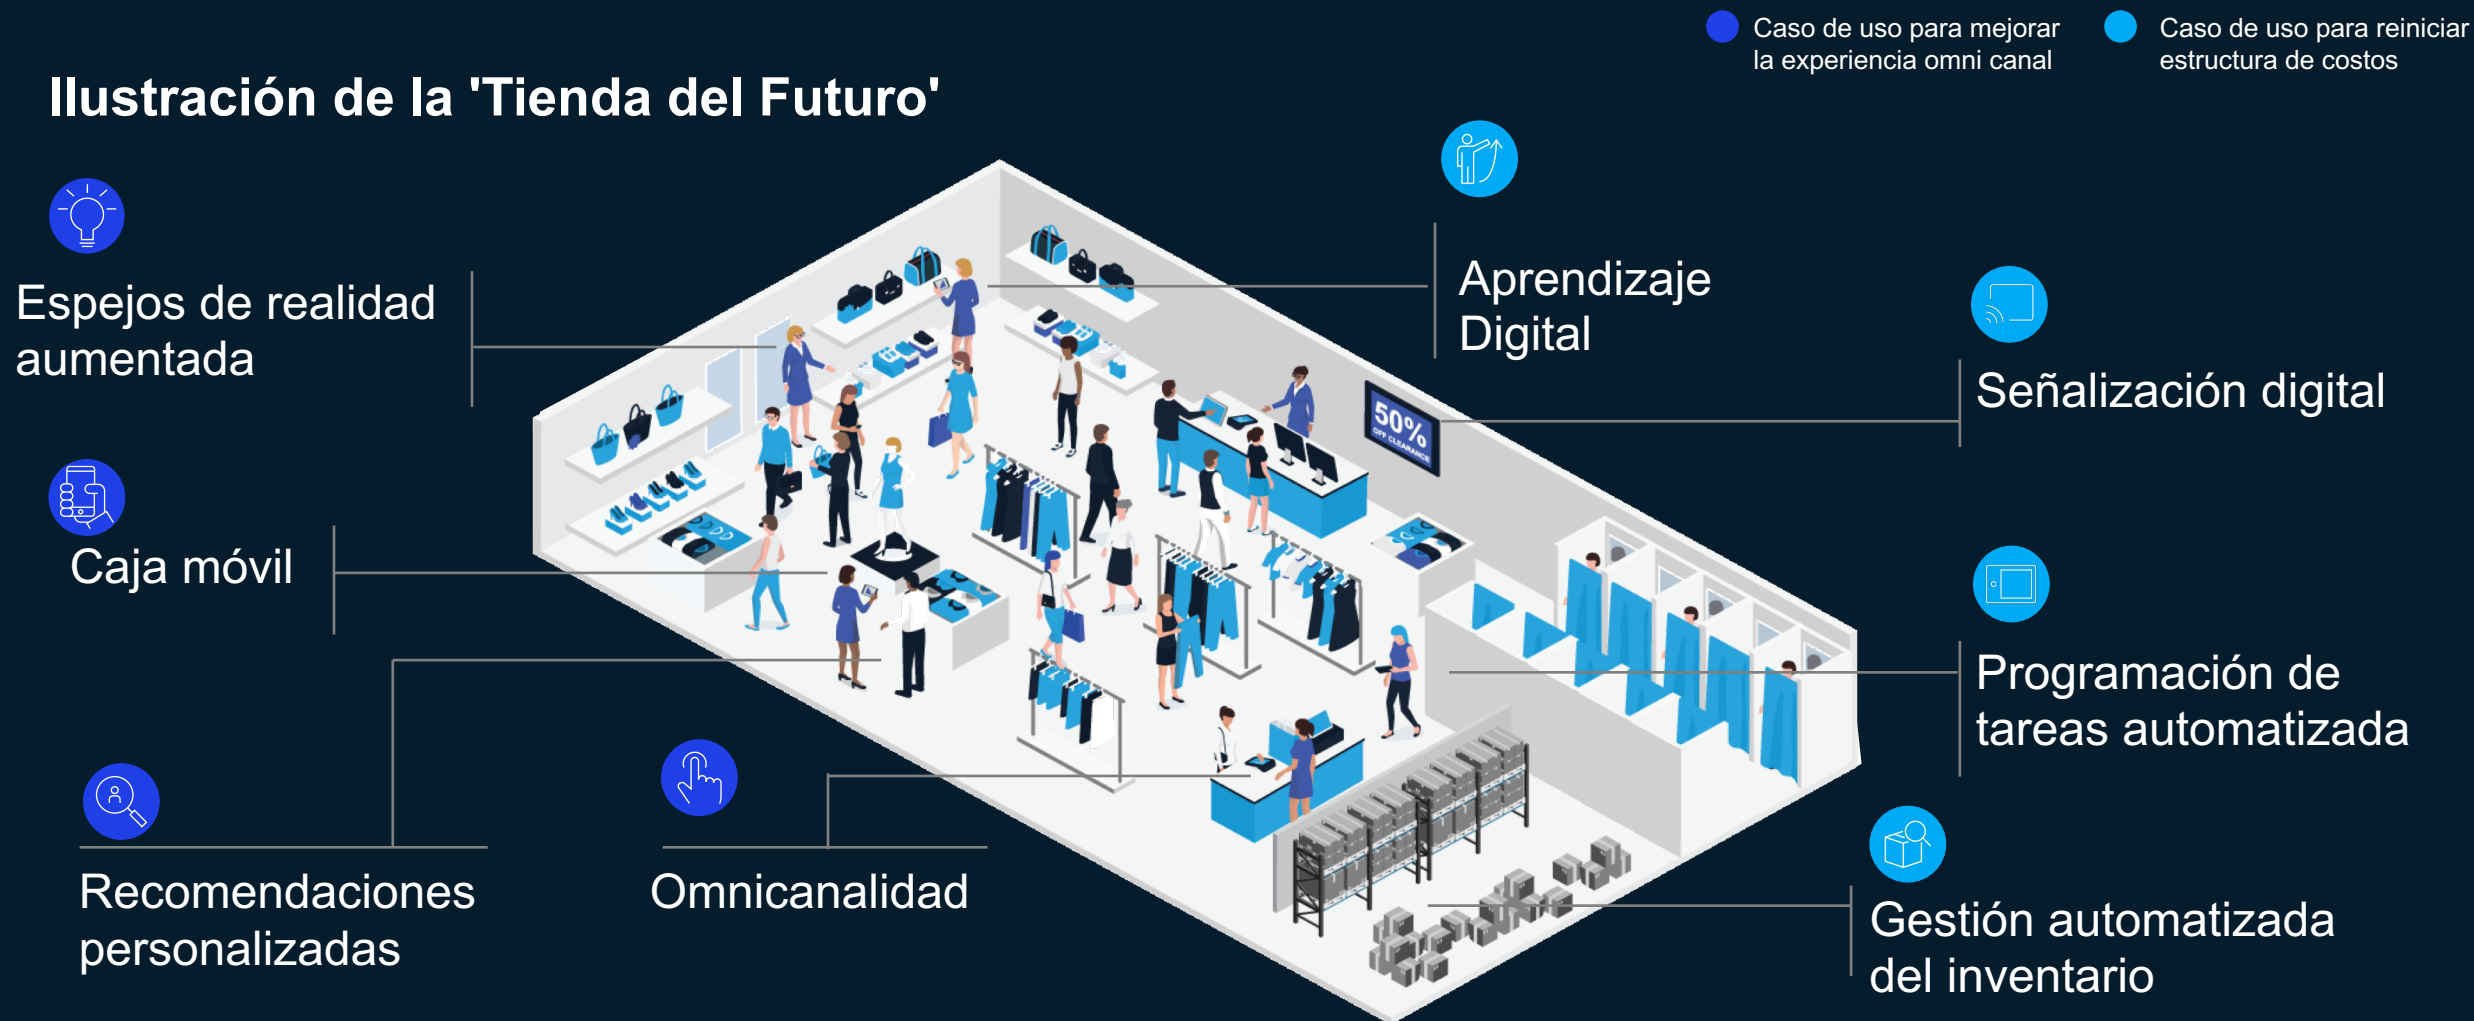 Caso de uso para mejorar
la experiencia omni canal
Caso de uso para reiniciar
estructura de costos
Ilustración de la 'Tienda del Futuro'
Espejos de realidad
aumentada
Aprendizaje
Digital
Señalización digital
50%
OFF CLEARANCE
Caja móvil
Programación de
tareas automatizada
Recomendaciones
personalizadas
Omnicanalidad
Gestión automatizada
del inventario